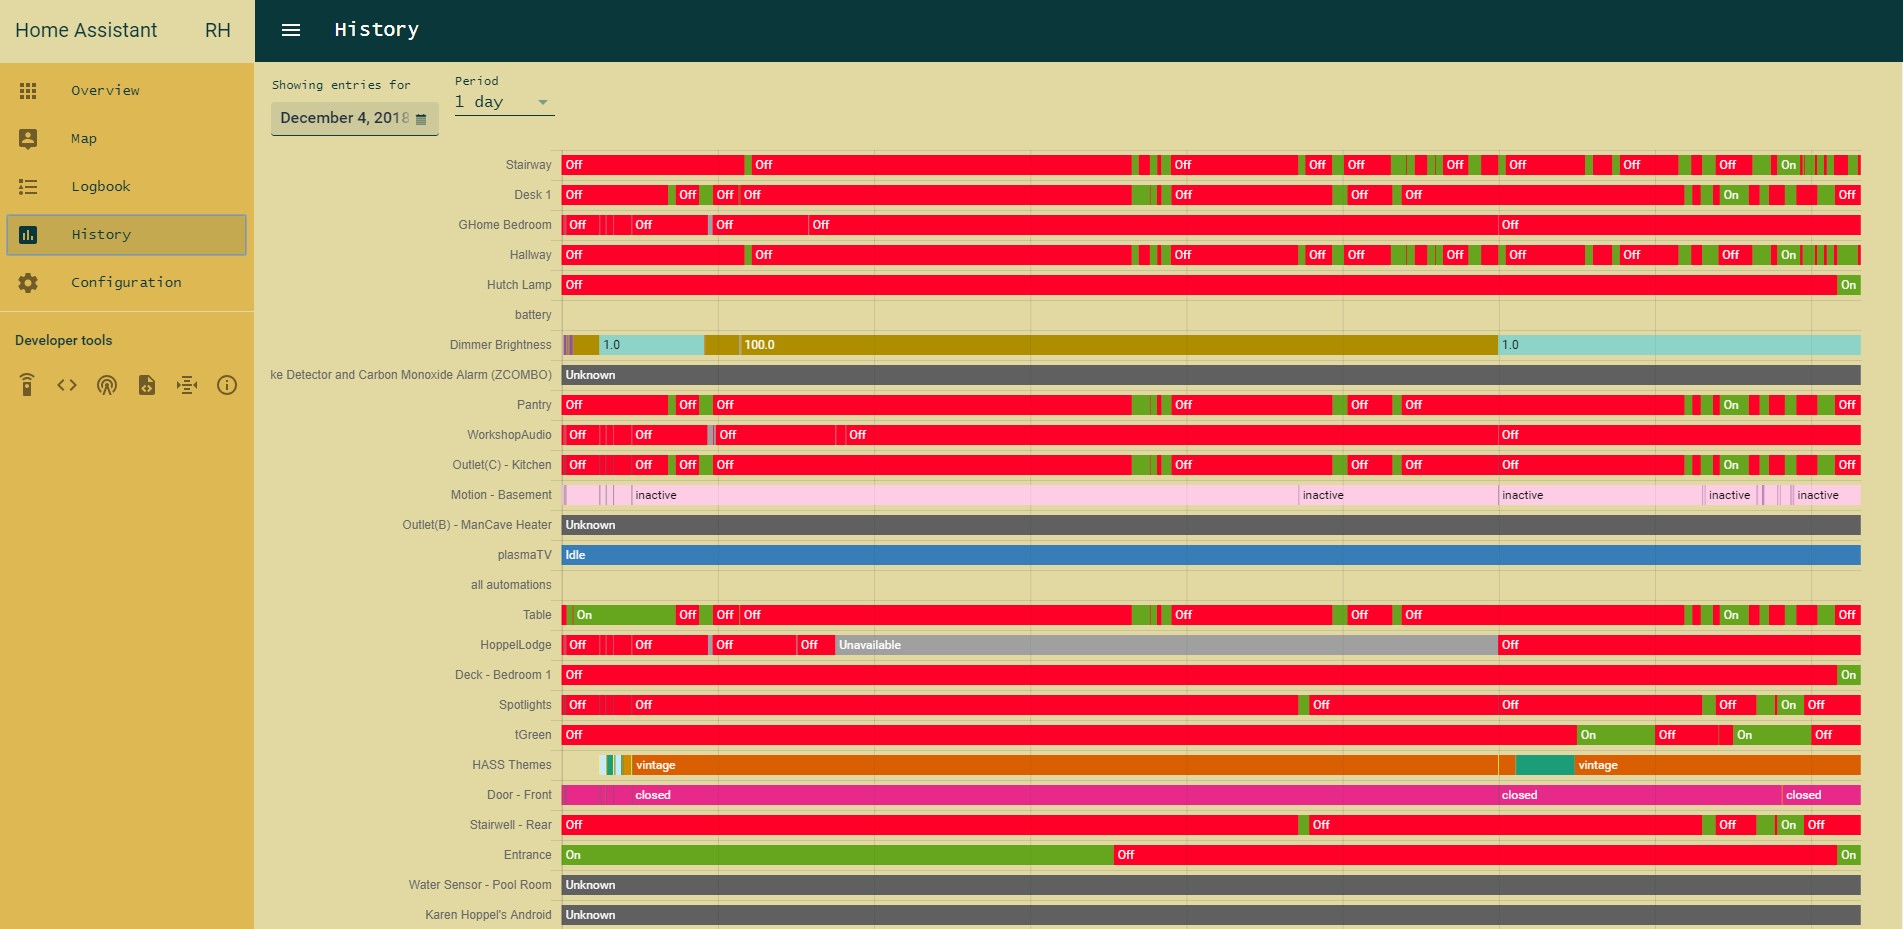 Home Assistant RH
History
Overview
Map
Logbook
History
Configuration
Developer tools
Showing entries for
December 4, 2018
Period
1 day
Stairway Off Off Off Off Off Off Off Off Off On
Desk 1 Off Off Off Off Off Off Off On Off
GHome Bedroom Off Off Off Off Off
Hallway Off Off Off Off Off Off Off Off Off On
Hutch Lamp Off On
battery
Dimmer Brightness 1.0 100.0 1.0
ke Detector and Carbon Monoxide Alarm (ZCOMBO) Unknown
Pantry Off Off Off Off Off Off On Off
WorkshopAudio Off Off Off Off Off
Outlet(C) - Kitchen Off Off Off Off Off Off Off Off On Off
Motion - Basement inactive inactive inactive inactive inactive
Outlet(B) - ManCave Heater Unknown
plasmaTV Idle
all automations
Table On Off Off Off Off Off Off On Off
HoppelLodge Off Off Off Off Unavailable Off
Deck - Bedroom 1 Off On
Spotlights Off Off Off Off Off On Off
tGreen Off On Off On Off
HASS Themes vintage vintage
Door - Front closed closed closed
Stairwell - Rear Off Off Off On Off
Entrance On Off On
Water Sensor - Pool Room Unknown
Karen Hoppel's Android Unknown